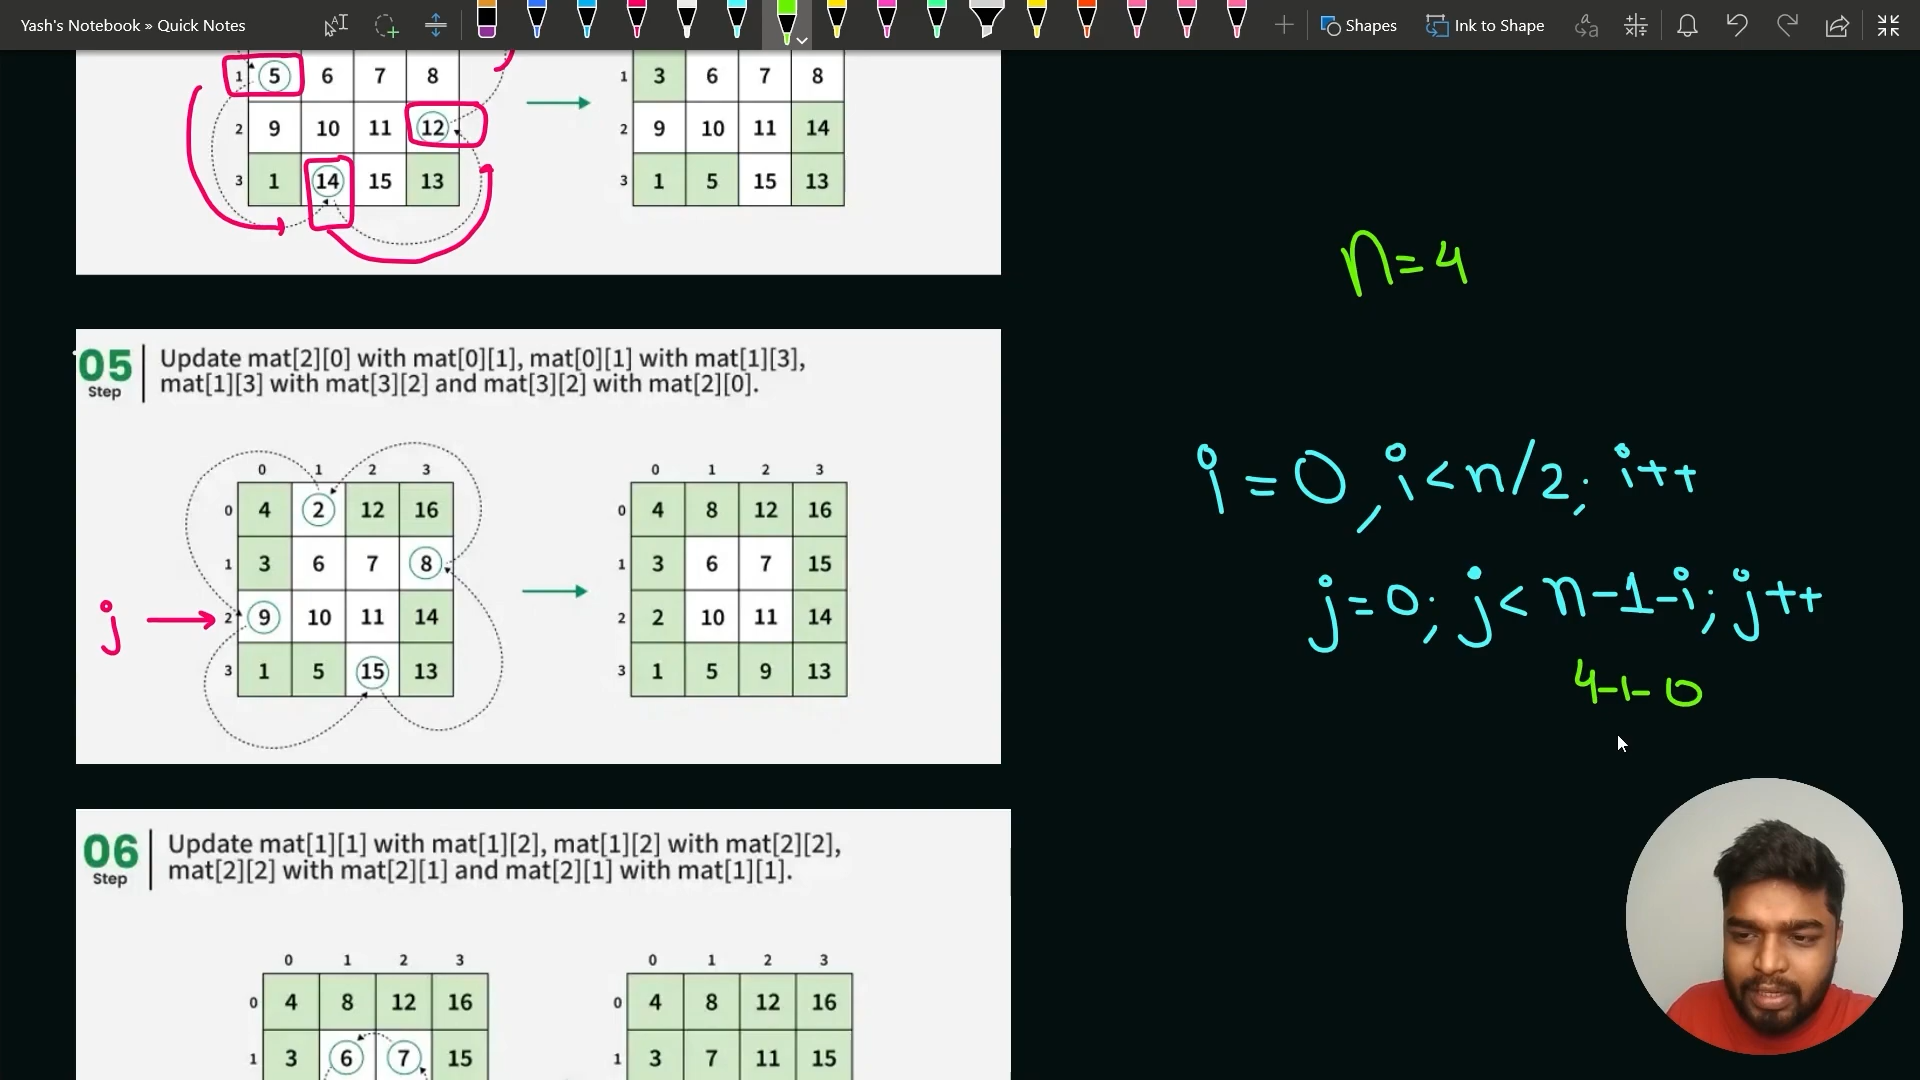 Yash's Notebook » Quick Notes
Shapes
Ink to Shape
1 5 6 7 8
2 9 10 11 12
3 1 14 15 13
1 3 6 7 8
2 9 10 11 14
3 1 5 15 13
n=4
05
Step
Update mat[2][0] with mat[0][1], mat[0][1] with mat[1][3],
mat[1][3] with mat[3][2] and mat[3][2] with mat[2][0].
0 1 2 3
0 4 2 12 16
1 3 6 7 8
2 9 10 11 14
3 1 5 15 13
j
0 1 2 3
0 4 8 12 16
1 3 6 7 15
2 2 10 11 14
3 1 5 9 13
i=0, i<n/2; i++
j=0; j<n-1-i; j++
4-1-0
06
Step
Update mat[1][1] with mat[1][2], mat[1][2] with mat[2][2],
mat[2][2] with mat[2][1] and mat[2][1] with mat[1][1].
0 1 2 3
0 4 8 12 16
1 3 6 7 15
0 1 2 3
0 4 8 12 16
1 3 7 11 15